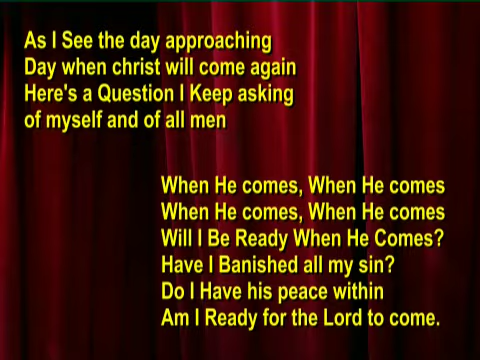 As I See the day approaching
Day when christ will come again
Here's a Question I Keep asking
of myself and of all men
When He comes, When He comes
When He comes, When He comes
Will I Be Ready When He Comes?
Have I Banished all my sin?
Do I Have his peace within
Am I Ready for the Lord to come.